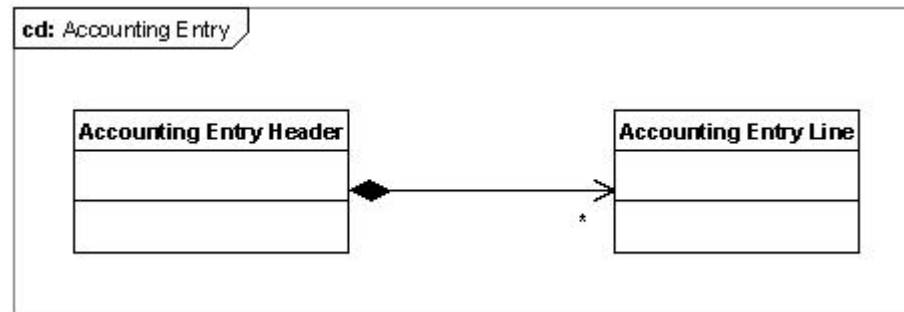 cd: Accounting Entry
Accounting Entry Header
Accounting Entry Line
*